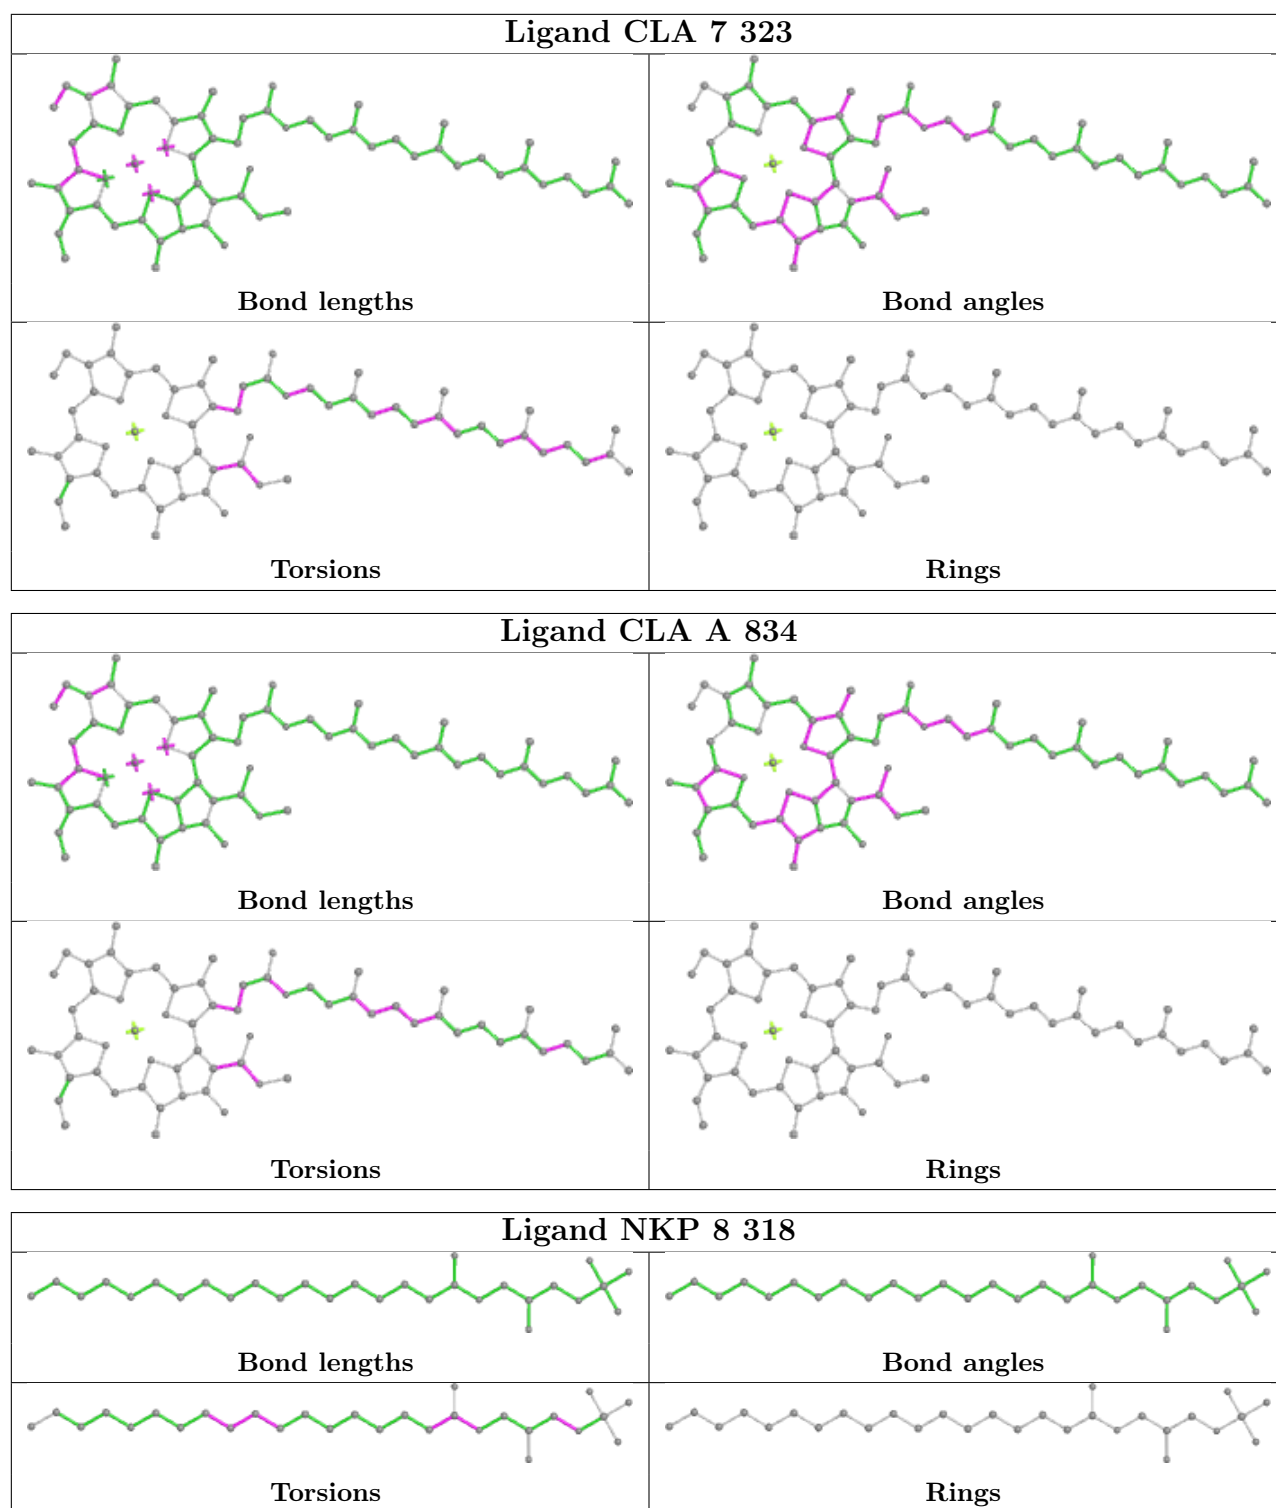 Ligand CLA 7 323
Bond lengths
Bond angles
Torsions
Rings
Ligand CLA A 834
Bond lengths
Bond angles
Torsions
Rings
Ligand NKP 8 318
Bond lengths
Bond angles
Torsions
Rings